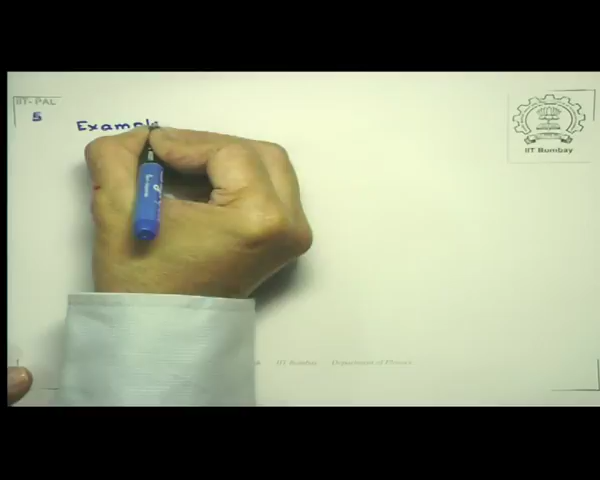 IIT-PAL
5
Exampl
IIT Bombay
IIT Bombay Department of Physics